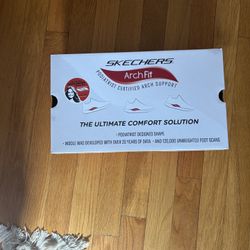 SKECHERS
Arch Fit
PODIATRIST CERTIFIED ARCH SUPPORT
THE ULTIMATE COMFORT SOLUTION
• PODIATRIST DESIGNED SHAPE
• INSOLE WAS DEVELOPED WITH OVER 20 YEARS OF DATA • AND 120,000 UNWEIGHTED FOOT SCANS